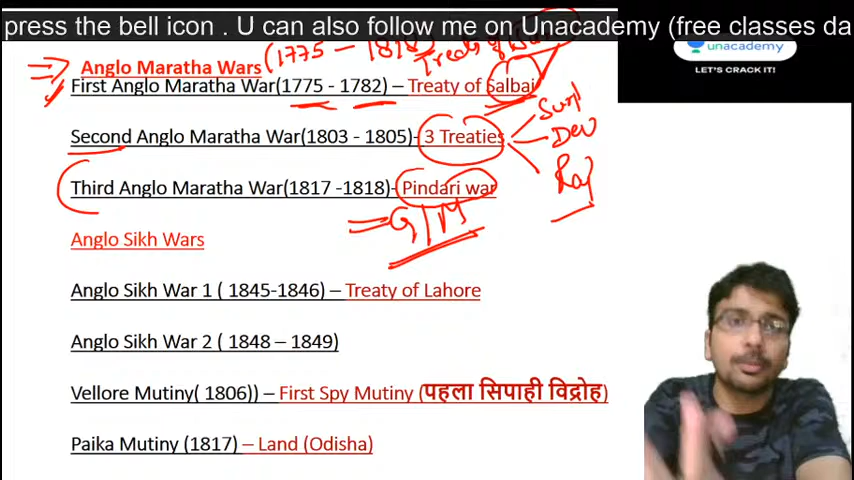 press the bell icon . U can also follow me on Unacademy (free classes da
unacademy
LET'S CRACK IT!
(1775 - 1818)
Anglo Maratha Wars
First Anglo Maratha War(1775 - 1782) – Treaty of Salbai
Second Anglo Maratha War(1803 - 1805)- 3 Treaties
Surj
Dev
Raj
Third Anglo Maratha War(1817 -1818)- Pindari war
G/M
Anglo Sikh Wars
Anglo Sikh War 1 ( 1845-1846) – Treaty of Lahore
Anglo Sikh War 2 ( 1848 – 1849)
Vellore Mutiny( 1806)) – First Spy Mutiny (पहला सिपाही विद्रोह)
Paika Mutiny (1817) – Land (Odisha)